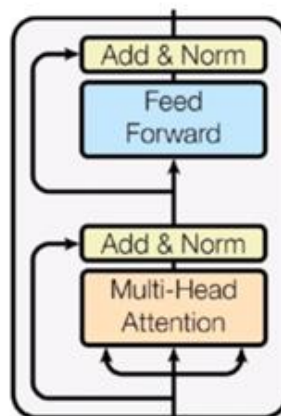 Add & Norm
Feed
Forward
Add & Norm
Multi-Head
Attention